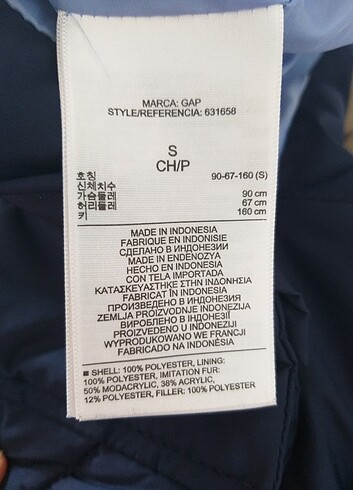 MARCA: GAP
STYLE/REFERENCIA: 631658
S
CH/P
호칭 90-67-160 (S)
신체치수
가슴둘레 90 cm
허리둘레 67 cm
키 160 cm
MADE IN INDONESIA
FABRIQUE EN INDONISIE
СДЕЛАНО В ИНДОНЕЗИИ
MADE IN ENDENOZYA
HECHO EN INDONESIA
CON TELA IMPORTADA
ΚΑΤΑΣΚΕΥΑΣΤΗΚΕ ΣΤΗΝ ΙΝΔΟΝΗΣΙΑ
FABRICAT ÎN INDONESIA
ПРОИЗВЕДЕНО В ИНДОНЕЗИЯ
ZEMLJA PROIZVODNJE INDONEZIJA
ВИРОБЛЕНО В ІНДОНЕЗІЇ
PROIZVEDENO U INDONEZIJI
WYPRODUKOWANO WE FRANCJI
FABRICADO NA INDONÉSIA
■ SHELL: 100% POLYESTER, LINING:
100% POLYESTER, IMITATION FUR:
50% MODACRYLIC, 38% ACRYLIC,
12% POLYESTER, FILLER: 100% POLYESTER